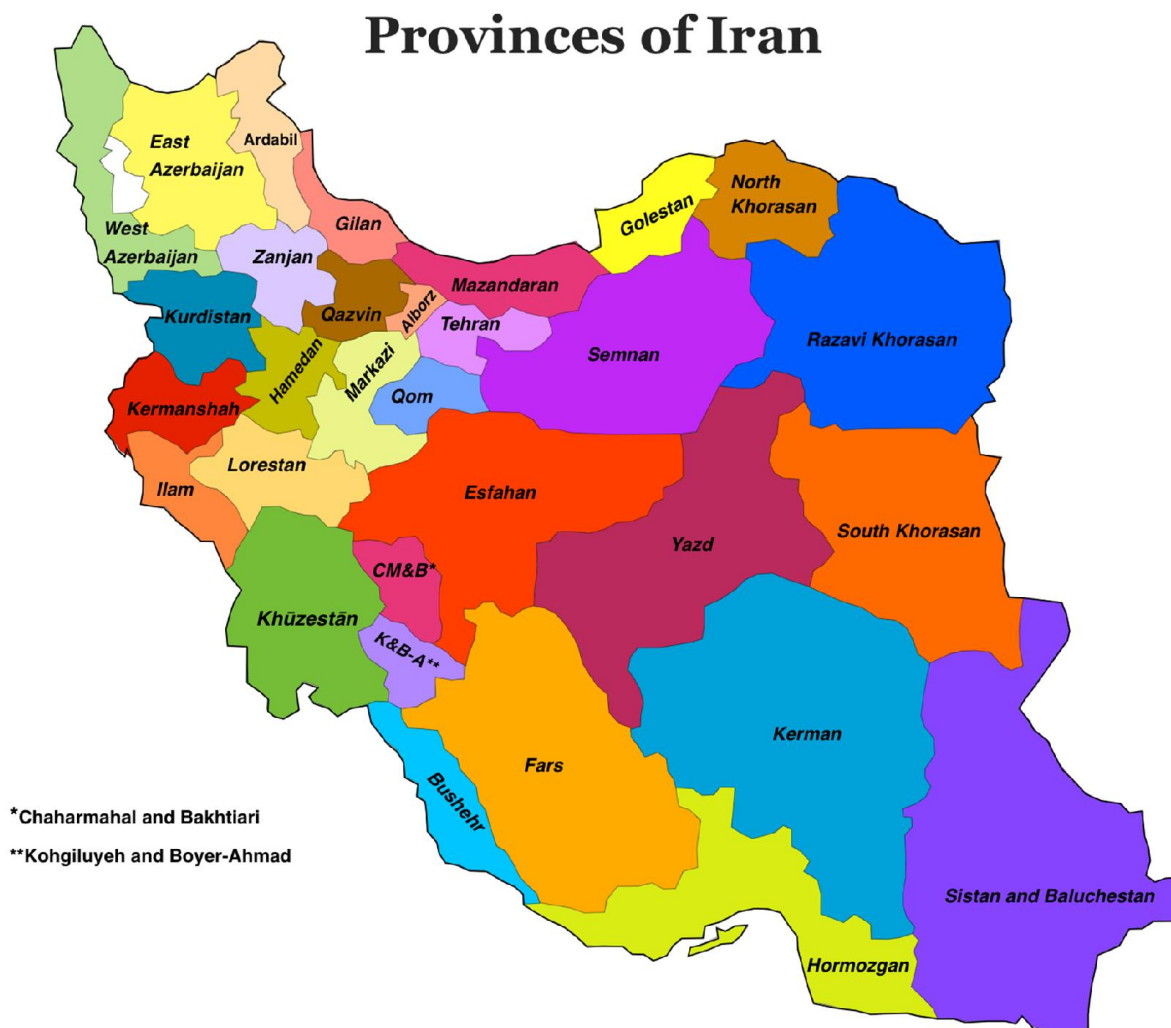 Provinces of Iran
East
Azerbaijan
Ardabil
West
Azerbaijan
Gilan
Zanjan
Golestan
North
Khorasan
Mazandaran
Kurdistan
Qazvin
Alborz
Tehran
Semnan
Razavi Khorasan
Hamedan
Markazi
Qom
Kermanshah
Lorestan
Ilam
Esfahan
Yazd
South Khorasan
CM&B*
Khūzestān
K&B-A**
Fars
Kerman
Bushehr
Sistan and Baluchestan
Hormozgan
*Chaharmahal and Bakhtiari
**Kohgiluyeh and Boyer-Ahmad